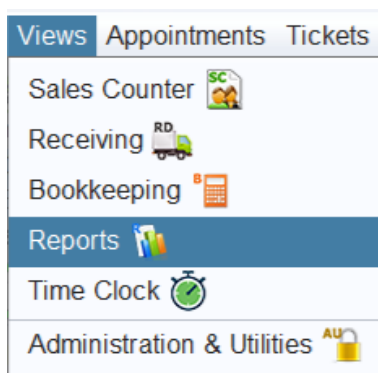 Views Appointments Tickets
Sales Counter SC
Receiving RD
Bookkeeping B
Reports
Time Clock
Administration & Utilities AU